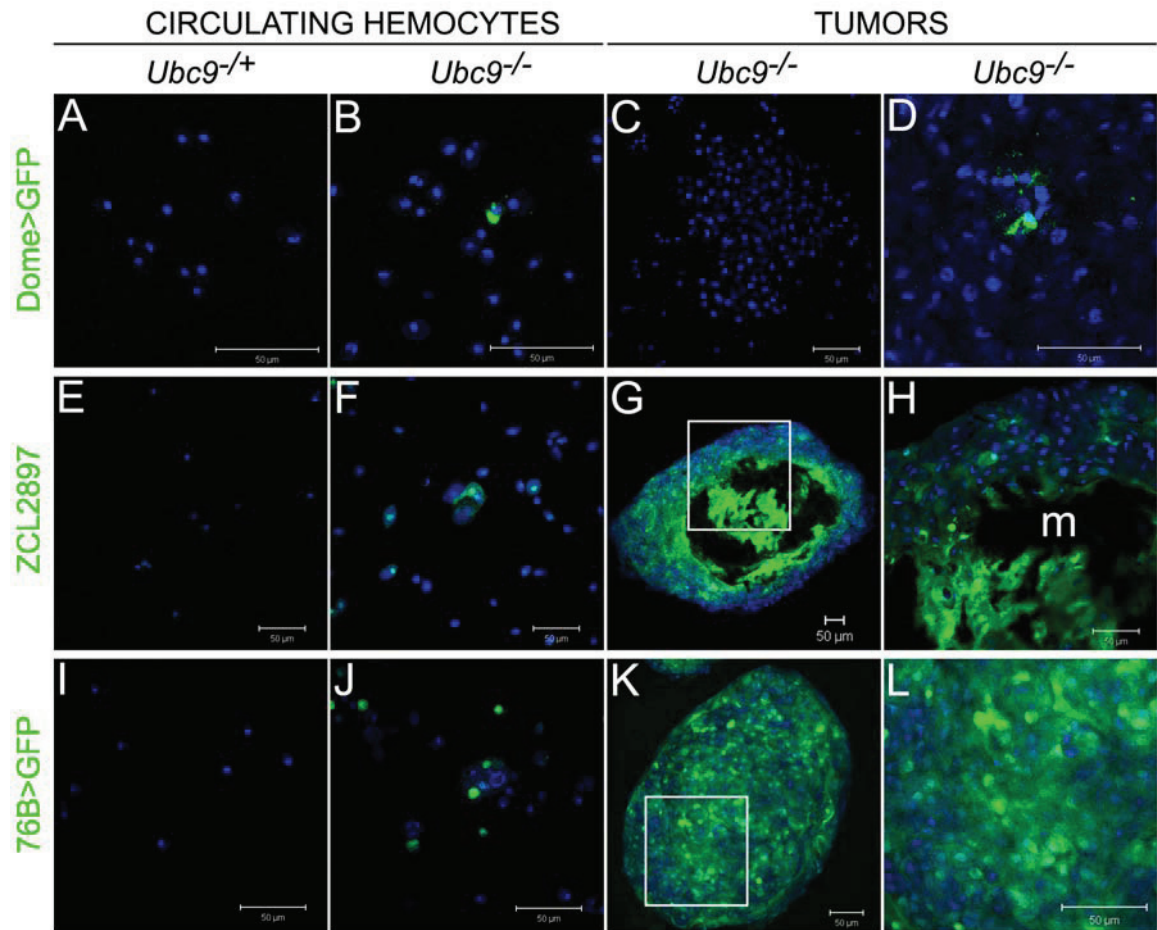 CIRCULATING HEMOCYTES TUMORS
Ubc9-/+ Ubc9-/- Ubc9-/- Ubc9-/-
Dome>GFP
A B C D
50 µm 50 µm 50 µm 50 µm
ZCL2897
E F G H
m
50 µm 50 µm 50 µm 50 µm
76B>GFP
I J K L
50 µm 50 µm 50 µm 50 µm